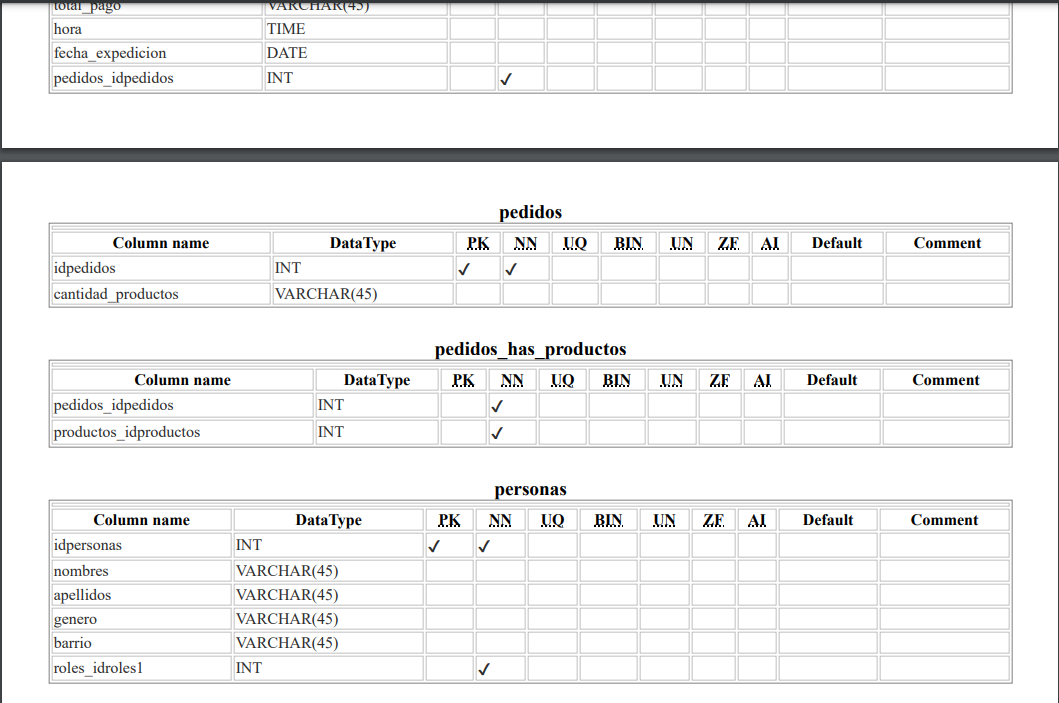 total_pago VARCHAR(45)
hora TIME
fecha_expedicion DATE
pedidos_idpedidos INT ✓
pedidos
Column name DataType PK NN UQ BIN UN ZF AI Default Comment
idpedidos INT ✓ ✓
cantidad_productos VARCHAR(45)
pedidos_has_productos
Column name DataType PK NN UQ BIN UN ZF AI Default Comment
pedidos_idpedidos INT ✓
productos_idproductos INT ✓
personas
Column name DataType PK NN UQ BIN UN ZF AI Default Comment
idpersonas INT ✓ ✓
nombres VARCHAR(45)
apellidos VARCHAR(45)
genero VARCHAR(45)
barrio VARCHAR(45)
roles_idroles1 INT ✓